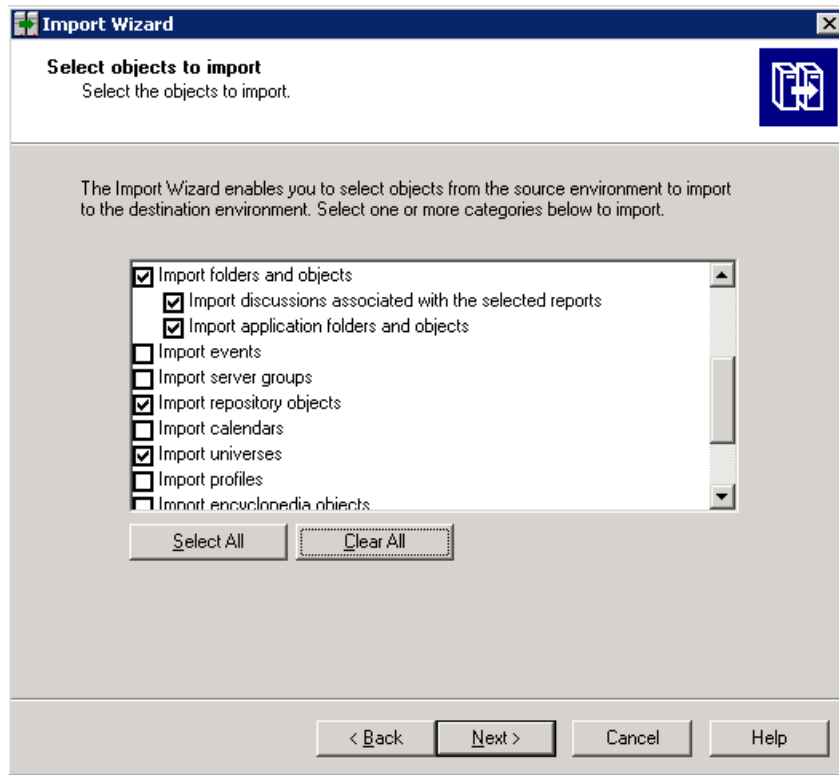 Import Wizard
Select objects to import
Select the objects to import.
The Import Wizard enables you to select objects from the source environment to import
to the destination environment. Select one or more categories below to import.
Import folders and objects
Import discussions associated with the selected reports
Import application folders and objects
Import events
Import server groups
Import repository objects
Import calendars
Import universes
Import profiles
Import encyclopedia objects
Select All
Clear All
< Back
Next >
Cancel
Help